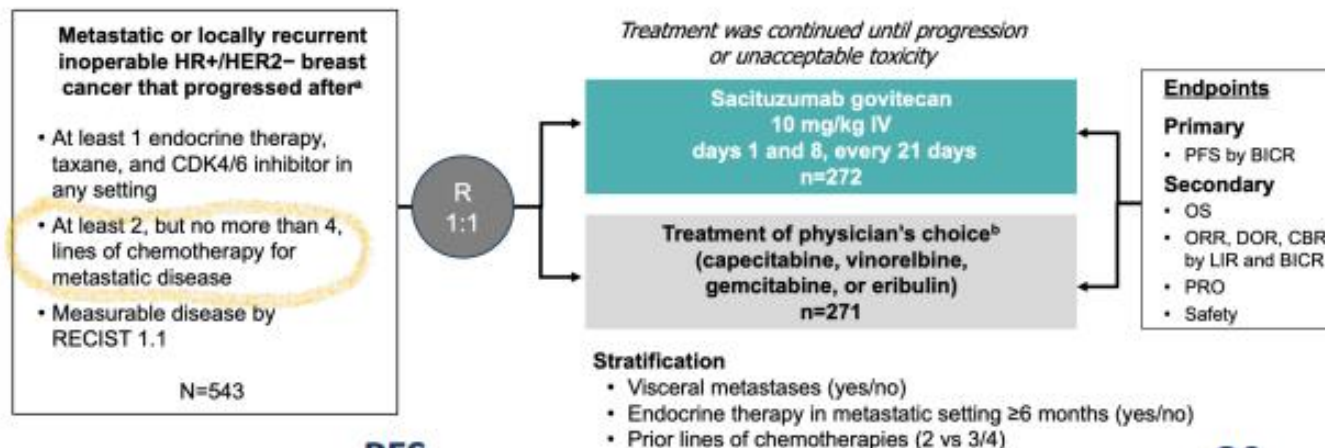 Metastatic or locally recurrent
inoperable HR+/HER2− breast
cancer that progressed afterᵃ
• At least 1 endocrine therapy,
taxane, and CDK4/6 inhibitor in
any setting
• At least 2, but no more than 4,
lines of chemotherapy for
metastatic disease
• Measurable disease by
RECIST 1.1
N=543
R
1:1
Treatment was continued until progression
or unacceptable toxicity
Sacituzumab govitecan
10 mg/kg IV
days 1 and 8, every 21 days
n=272
Treatment of physician's choiceᵇ
(capecitabine, vinorelbine,
gemcitabine, or eribulin)
n=271
Endpoints
Primary
• PFS by BICR
Secondary
• OS
• ORR, DOR, CBR
by LIR and BICR
• PRO
• Safety
Stratification
• Visceral metastases (yes/no)
• Endocrine therapy in metastatic setting ≥6 months (yes/no)
• Prior lines of chemotherapies (2 vs 3/4)